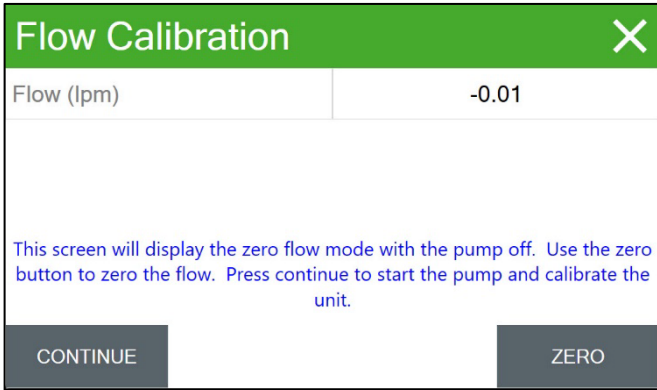 Flow Calibration
Flow (lpm) -0.01
This screen will display the zero flow mode with the pump off. Use the zero
button to zero the flow. Press continue to start the pump and calibrate the
unit.
CONTINUE ZERO